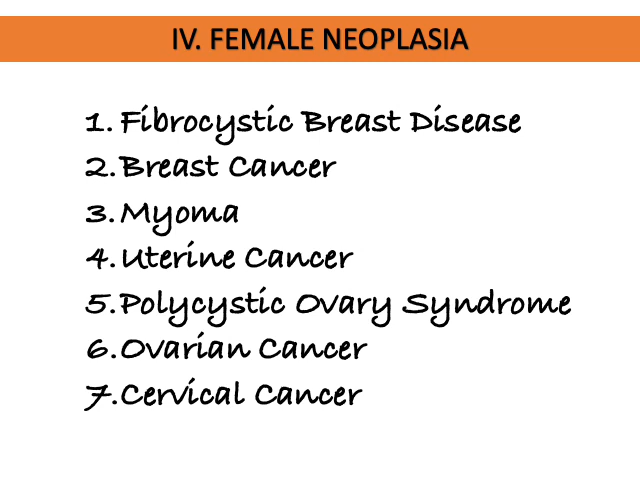 IV. FEMALE NEOPLASIA
1. Fibrocystic Breast Disease
2. Breast Cancer
3. Myoma
4. Uterine Cancer
5. Polycystic Ovary Syndrome
6. Ovarian Cancer
7. Cervical Cancer